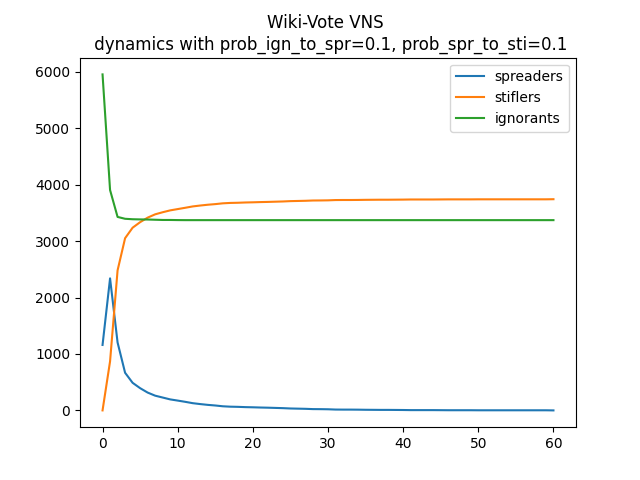 Wiki-Vote VNS
dynamics with prob_ign_to_spr=0.1, prob_spr_to_sti=0.1
spreaders
stiflers
ignorants
6000
5000
4000
3000
2000
1000
0
0 10 20 30 40 50 60